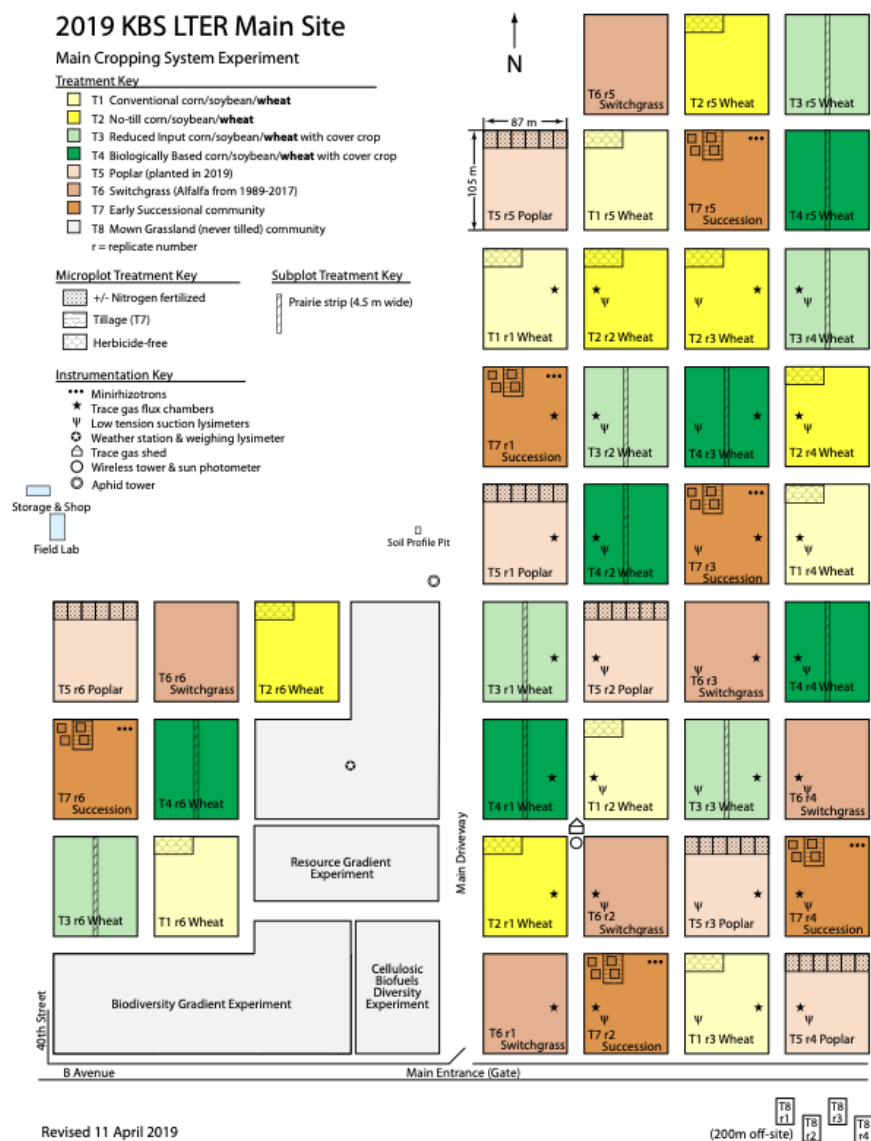 2019 KBS LTER Main Site
Main Cropping System Experiment
Treatment Key
T1 Conventional corn/soybean/wheat
T2 No-till corn/soybean/wheat
T3 Reduced Input corn/soybean/wheat with cover crop
T4 Biologically Based corn/soybean/wheat with cover crop
T5 Poplar (planted in 2019)
T6 Switchgrass (Alfalfa from 1989-2017)
T7 Early Successional community
T8 Mown Grassland (never tilled) community
r = replicate number
Microplot Treatment Key
+/- Nitrogen fertilized
Tillage (T7)
Herbicide-free
Subplot Treatment Key
Prairie strip (4.5 m wide)
Instrumentation Key
Minirhizotrons
Trace gas flux chambers
Low tension suction lysimeters
Weather station & weighing lysimeter
Trace gas shed
Wireless tower & sun photometer
Aphid tower
Storage & Shop
Field Lab
Soil Profile Pit
N
87 m
105 m
T6 r5
Switchgrass
T2 r5 Wheat
T3 r5 Wheat
T5 r5 Poplar
T1 r5 Wheat
T7 r5
Succession
T4 r5 Wheat
T1 r1 Wheat
T2 r2 Wheat
T2 r3 Wheat
T3 r4 Wheat
T7 r1
Succession
T3 r2 Wheat
T4 r3 Wheat
T2 r4 Wheat
T5 r1 Poplar
T4 r2 Wheat
T7 r3
Succession
T1 r4 Wheat
T5 r6 Poplar
T6 r6
Switchgrass
T2 r6 Wheat
T3 r1 Wheat
T5 r2 Poplar
T6 r3
Switchgrass
T4 r4 Wheat
T7 r6
Succession
T4 r6 Wheat
T4 r1 Wheat
T1 r2 Wheat
T3 r3 Wheat
T6 r4
Switchgrass
T3 r6 Wheat
T1 r6 Wheat
Resource Gradient
Experiment
Main Driveway
T2 r1 Wheat
T6 r2
Switchgrass
T5 r3 Poplar
T7 r4
Succession
Biodiversity Gradient Experiment
Cellulosic
Biofuels
Diversity
Experiment
T6 r1
Switchgrass
T7 r2
Succession
T1 r3 Wheat
T5 r4 Poplar
40th Street
B Avenue
Main Entrance (Gate)
Revised 11 April 2019
(200m off-site)
T8
r1
T8
r2
T8
r3
T8
r4